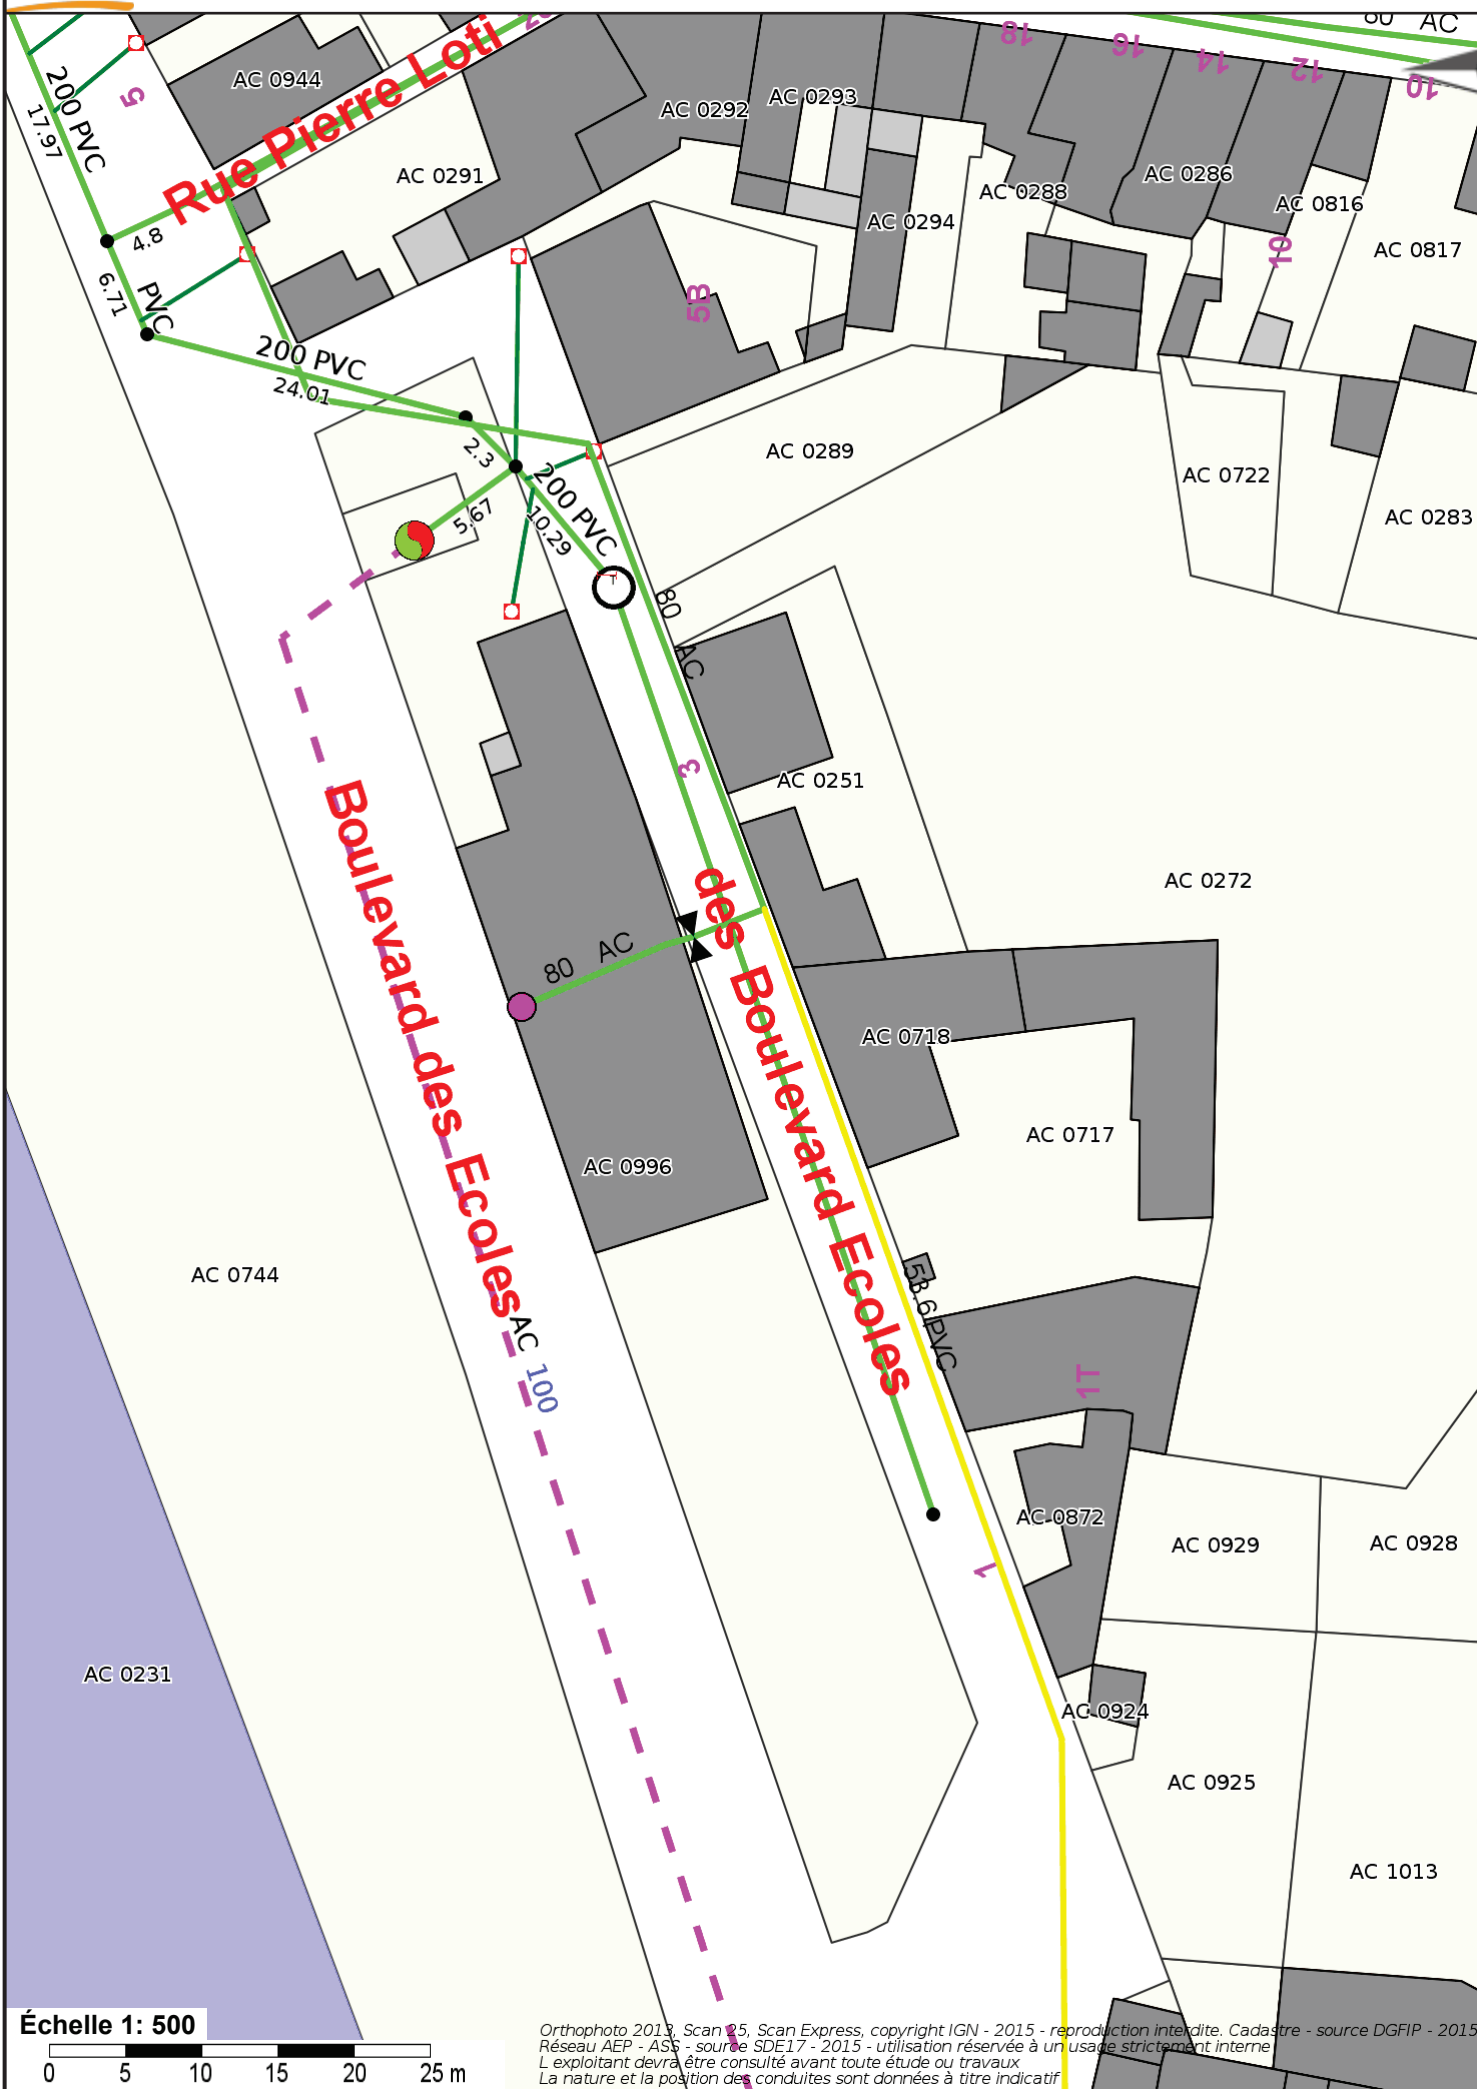 80 AC
18
16
14
12
10
5
200 PVC
17.97
AC 0944
Rue Pierre Loti
AC 0292
AC 0293
AC 0291
AC 0294
AC 0288
AC 0286
AC 0816
AC 0817
10
4.8
6.71
PVC
5B
200 PVC
24.01
2.3
200 PVC
10.29
5.67
AC 0289
AC 0722
AC 0283
80 AC
3
AC 0251
AC 0272
Boulevard des Ecoles
des Boulevard Ecoles
80 AC
AC 0718
AC 0717
AC 0996
AC 0744
53.6 PVC
AC 100
1T
AC 0872
AC 0929
AC 0928
1
AC 0231
AC 0924
AC 0925
AC 1013
Échelle 1: 500
0 5 10 15 20 25 m
Orthophoto 2013, Scan 25, Scan Express, copyright IGN - 2015 - reproduction interdite. Cadastre - source DGFIP - 2015
Réseau AEP - ASS - source SDE17 - 2015 - utilisation réservée à un usage strictement interne
L exploitant devra être consulté avant toute étude ou travaux
La nature et la position des conduites sont données à titre indicatif